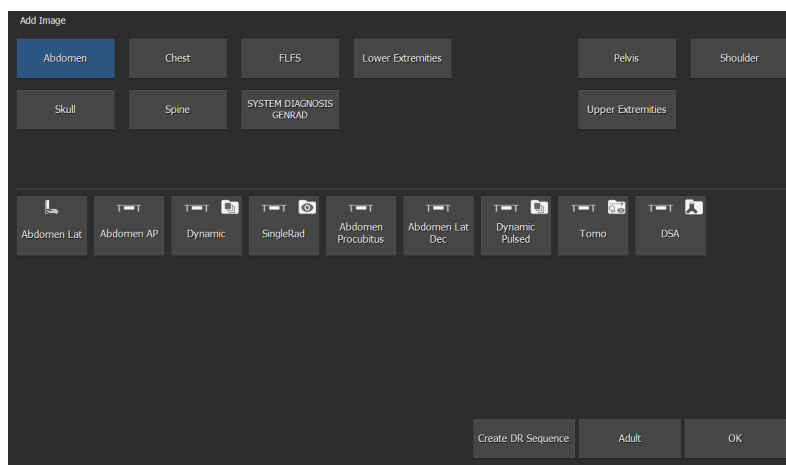 Add Image
Abdomen
Chest
FLFS
Lower Extremities
Pelvis
Shoulder
Skull
Spine
SYSTEM DIAGNOSIS
GENRAD
Upper Extremities
Abdomen Lat
Abdomen AP
Dynamic
SingleRad
Abdomen
Procubitus
Abdomen Lat
Dec
Dynamic
Pulsed
Tomo
DSA
Create DR Sequence
Adult
OK